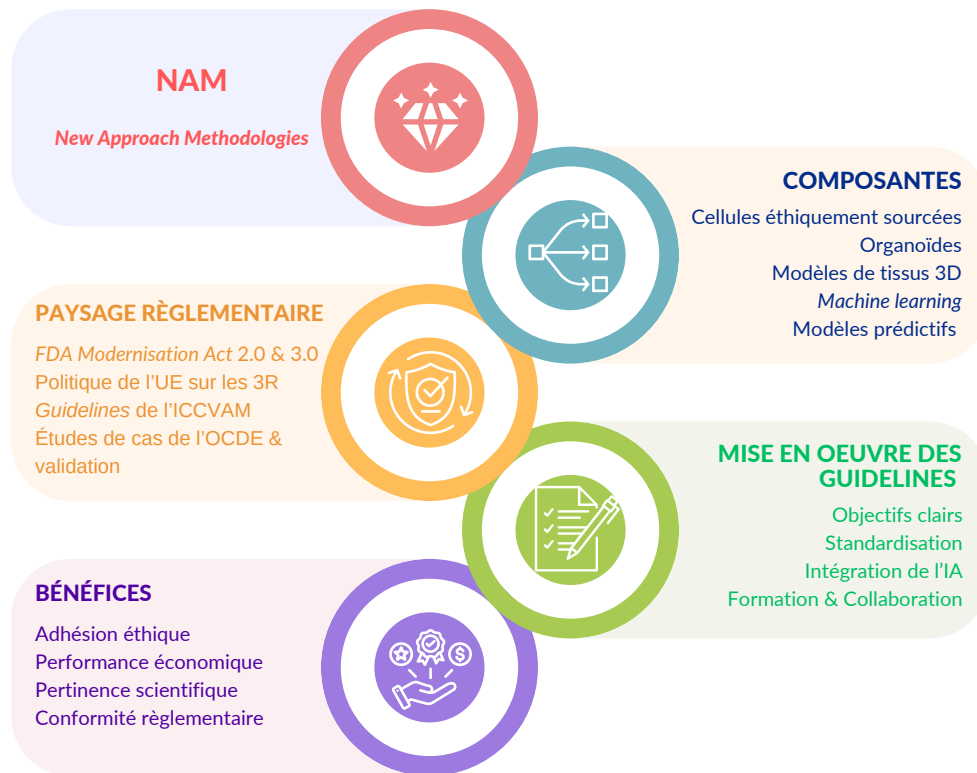 NAM
New Approach Methodologies
COMPOSANTES
Cellules éthiquement sourcées
Organoïdes
Modèles de tissus 3D
Machine learning
Modèles prédictifs
PAYSAGE RÈGLEMENTAIRE
FDA Modernisation Act 2.0 & 3.0
Politique de l'UE sur les 3R
Guidelines de l'ICCVAM
Études de cas de l'OCDE &
validation
MISE EN OEUVRE DES
GUIDELINES
Objectifs clairs
Standardisation
Intégration de l'IA
Formation & Collaboration
BÉNÉFICES
Adhésion éthique
Performance économique
Pertinence scientifique
Conformité règlementaire
$